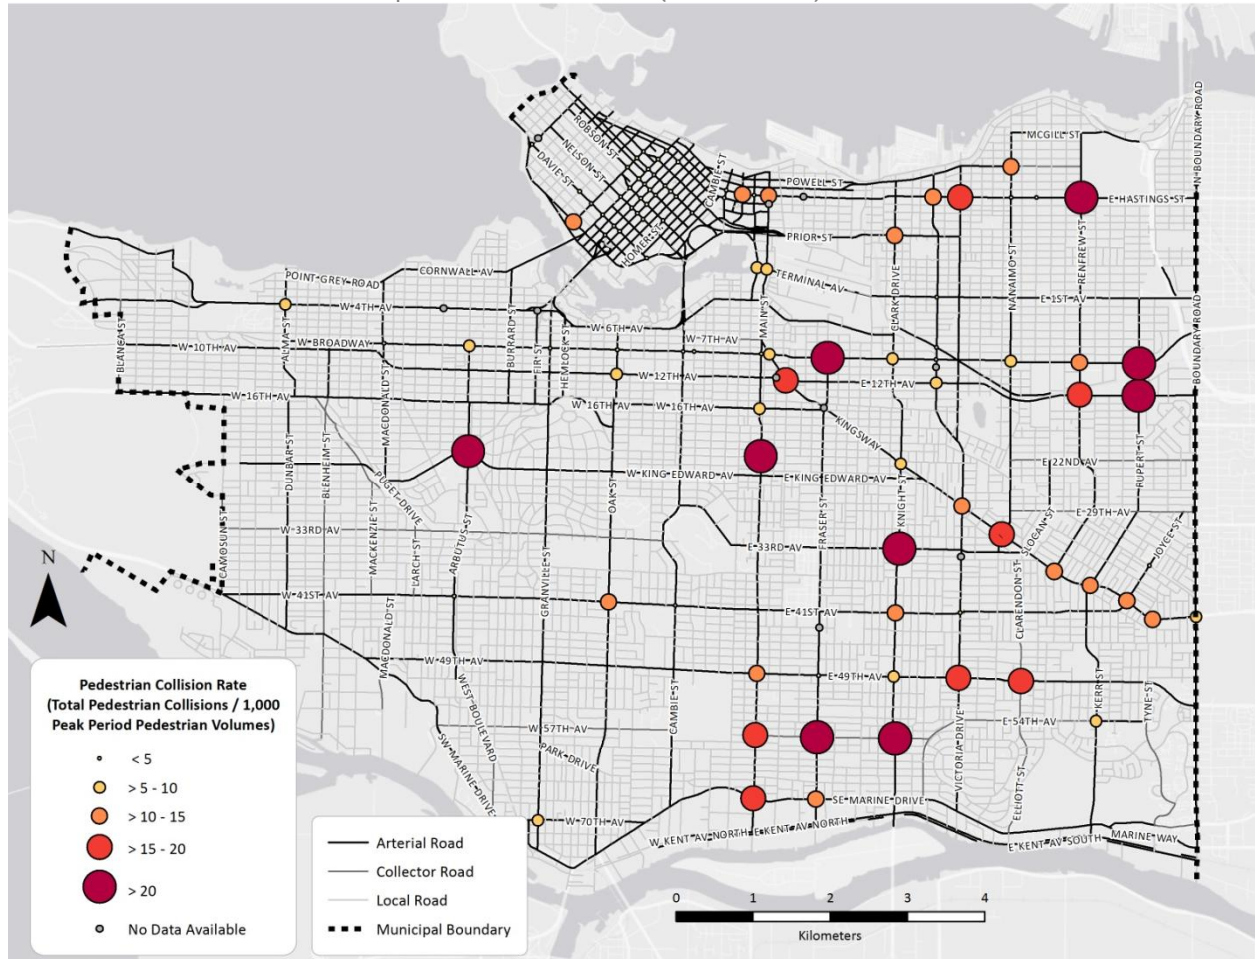 MCGILL ST
N BOUNDARY ROAD
ROBSON ST
NELSON ST
DAVIE ST
CAMBIE ST
POWELL ST
E HASTINGS ST
HOMER ST
PRIOR ST
CORNWALL AV
POINT GREY ROAD
TERMINAL AV
CLARK DRIVE
NANAIMO ST
RENFREW ST
E 1ST AV
W 4TH AV
MAIN ST
W 6TH AV
W 7TH AV
BLANCA ST
ALMA ST
W 10TH AV
W BROADWAY
BURRARD ST
FIR ST
HEMLOCK ST
BOUNDARY ROAD
MACDONALD ST
W 12TH AV
E 12TH AV
W 16TH AV
W 16TH AV
W 16TH AV
KINGSWAY
DUNBAR ST
BLENHEIM ST
PUGET DRIVE
W KING EDWARD AV
E KING EDWARD AV
E 22ND AV
RUPERT ST
OAK ST
FRASER ST
KNIGHT ST
E 29TH AV
SLOCAN ST
JOYCE ST
CAMOSUN ST
W 33RD AV
MACKENZIE ST
LARCH ST
ARBUTUS ST
GRANVILLE ST
E 33RD AV
CLARENDON ST
W 41ST AV
E 41ST AV
MACDONALD ST
W 49TH AV
E 49TH AV
WEST BOULEVARD
CAMBIE ST
KERR ST
TYNE ST
W 57TH AV
E 54TH AV
PARK DRIVE
SW MARINE DRIVE
VICTORIA DRIVE
ELLIOTT ST
SE MARINE DRIVE
W 70TH AV
W KENT AV NORTH
E KENT AV NORTH
E KENT AV SOUTH
MARINE WAY
N
Pedestrian Collision Rate
(Total Pedestrian Collisions / 1,000
Peak Period Pedestrian Volumes)
< 5
> 5 - 10
> 10 - 15
> 15 - 20
> 20
No Data Available
Arterial Road
Collector Road
Local Road
Municipal Boundary
0 1 2 3 4
Kilometers